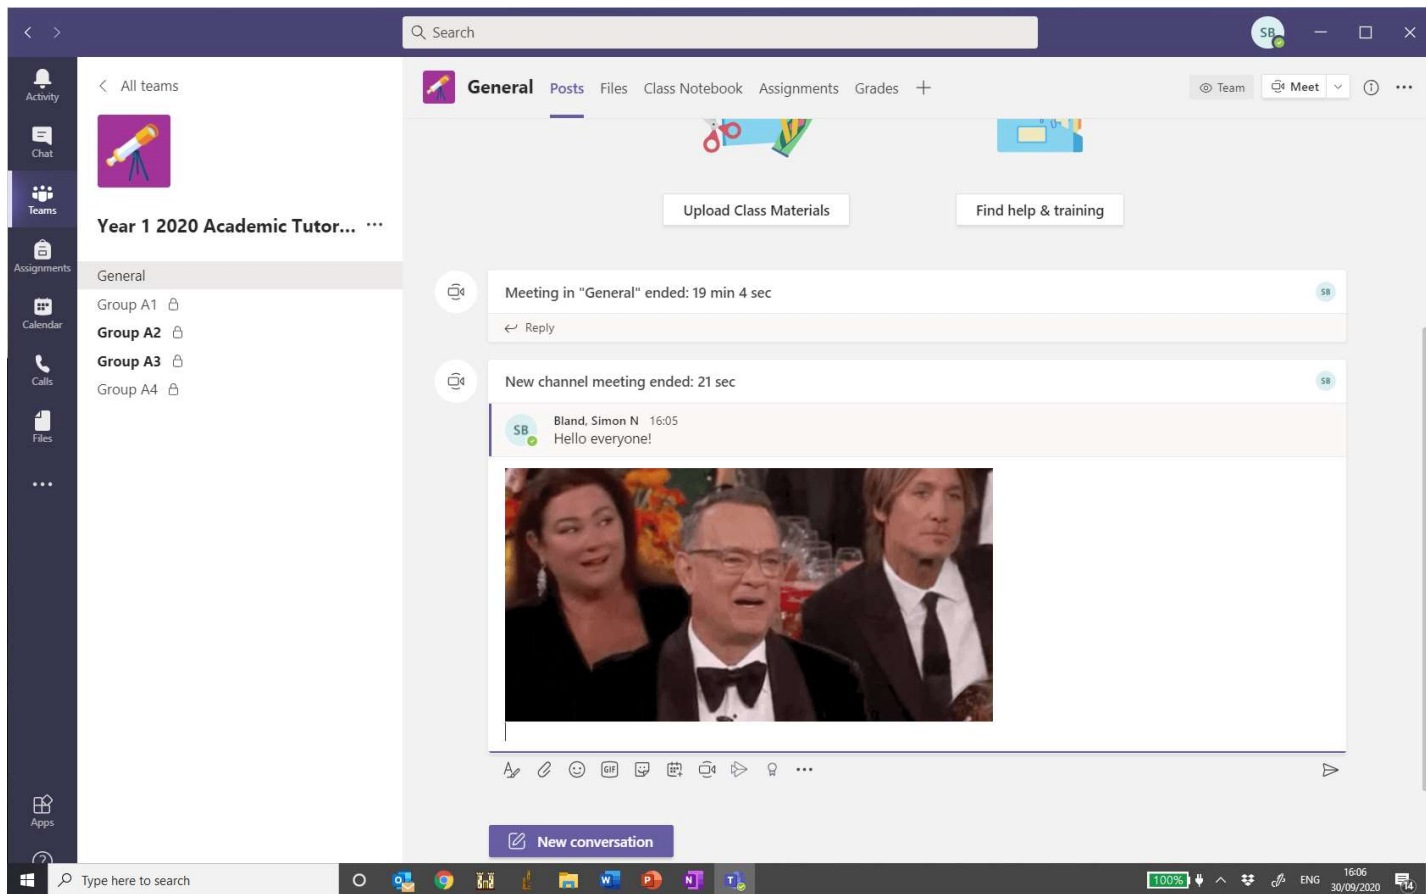 Search
SB
Activity
Chat
Teams
Assignments
Calendar
Calls
Files
Apps
All teams
Year 1 2020 Academic Tutor...
General
Group A1
Group A2
Group A3
Group A4
General Posts Files Class Notebook Assignments Grades
Team
Meet
Upload Class Materials
Find help & training
Meeting in "General" ended: 19 min 4 sec
SB
Reply
New channel meeting ended: 21 sec
SB
SB
Bland, Simon N 16:05
Hello everyone!
GIF
New conversation
Type here to search
100%
ENG
16:06
30/09/2020